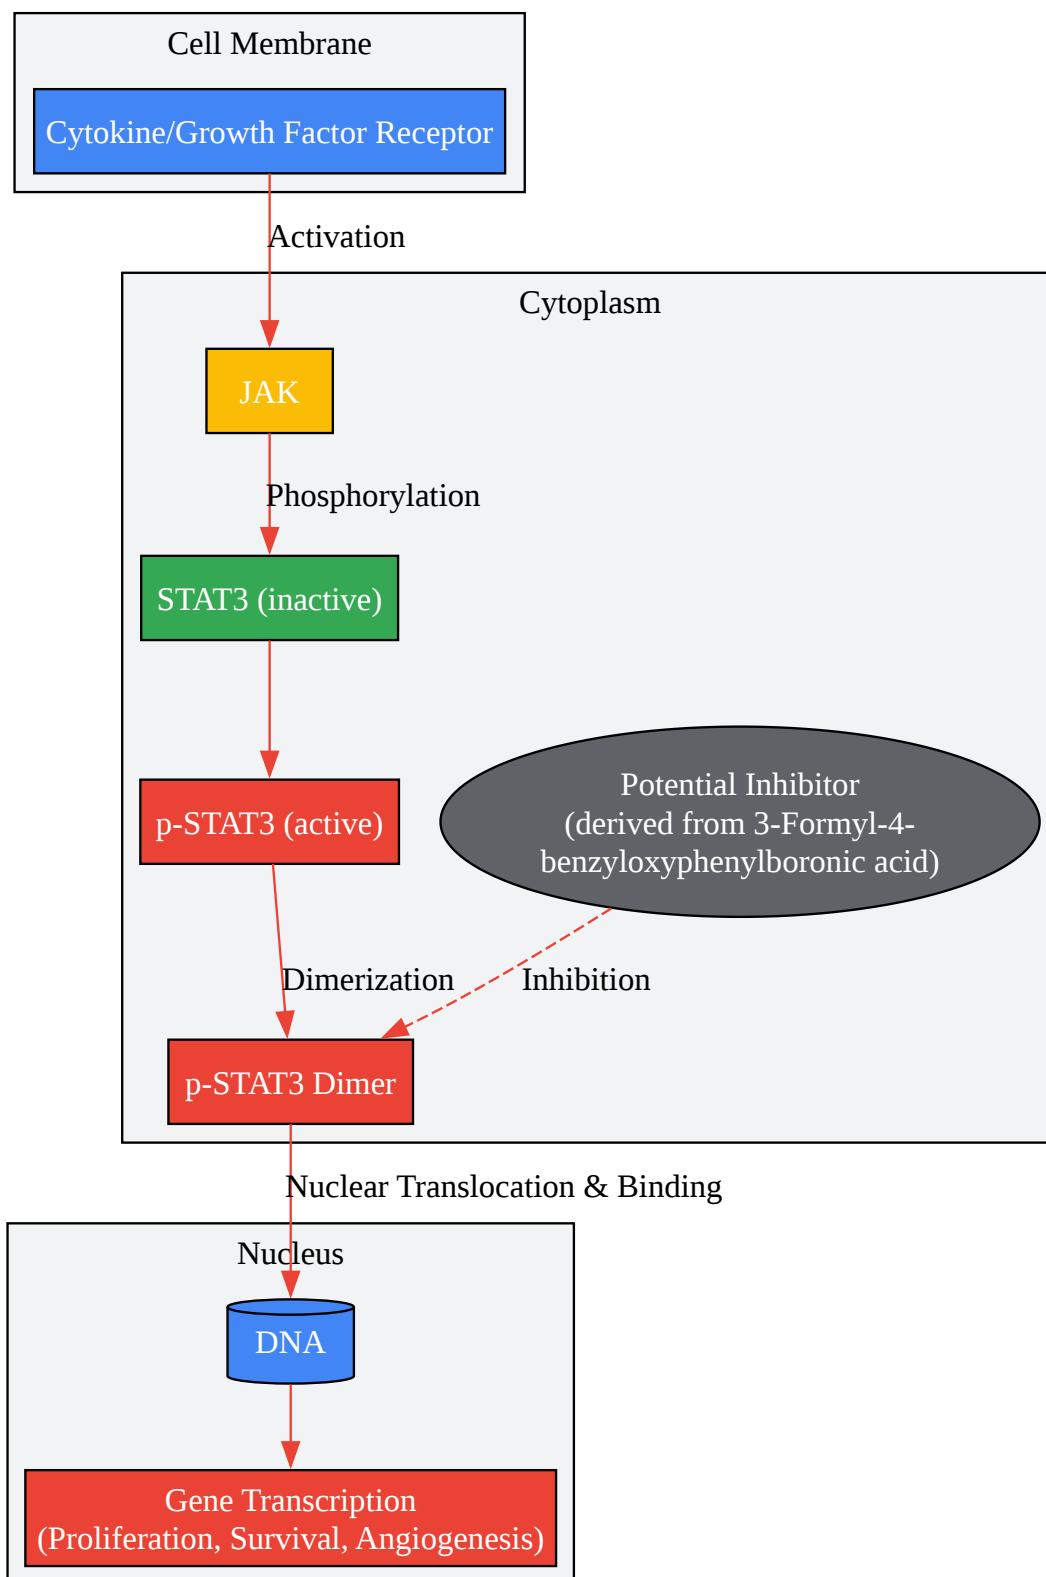 Cell Membrane
Cytokine/Growth Factor Receptor
Activation
Cytoplasm
JAK
Phosphorylation
STAT3 (inactive)
p-STAT3 (active)
Potential Inhibitor
(derived from 3-Formyl-4-
benzyloxyphenylboronic acid)
Dimerization
Inhibition
p-STAT3 Dimer
Nuclear Translocation & Binding
Nucleus
DNA
Gene Transcription
(Proliferation, Survival, Angiogenesis)